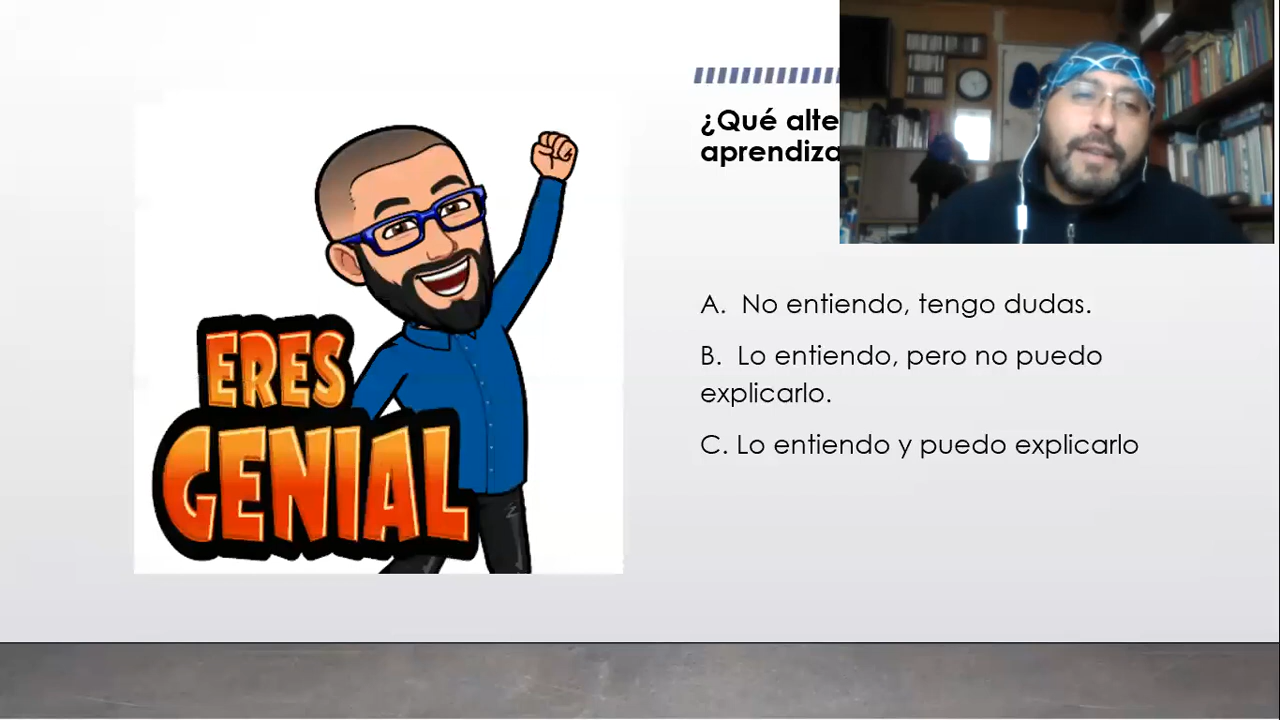 ¿Qué alte
aprendiza
A. No entiendo, tengo dudas.
B. Lo entiendo, pero no puedo
explicarlo.
C. Lo entiendo y puedo explicarlo
ERES
GENIAL